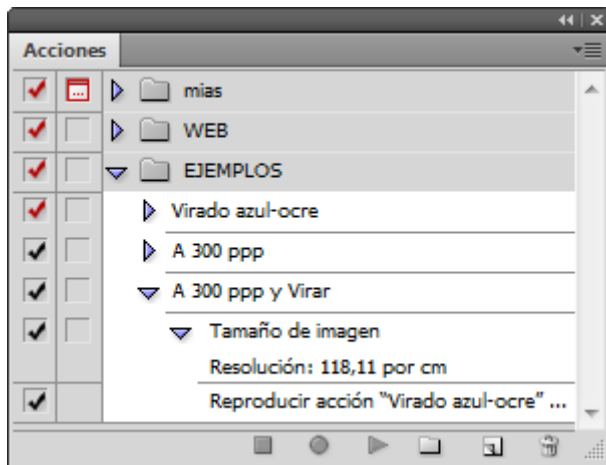 Acciones
mias
WEB
EJEMPLOS
Virado azul-ocre
A 300 ppp
A 300 ppp y Virar
Tamaño de imagen
Resolución: 118,11 por cm
Reproducir acción “Virado azul-ocre” ...